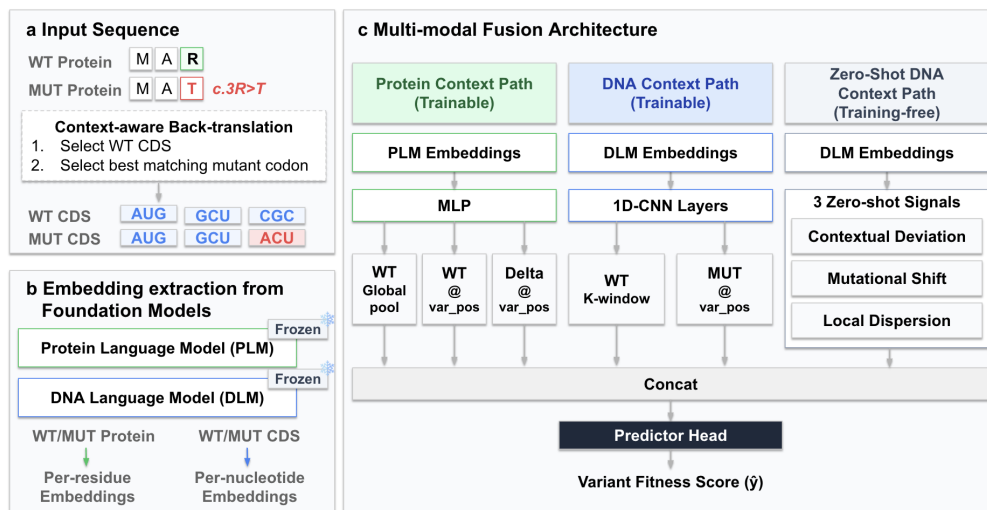 a Input Sequence
WT Protein M A R
MUT Protein M A T c.3R>T
Context-aware Back-translation
1. Select WT CDS
2. Select best matching mutant codon
WT CDS AUG GCU CGC
MUT CDS AUG GCU ACU
b Embedding extraction from
Foundation Models
Frozen
Protein Language Model (PLM)
Frozen
DNA Language Model (DLM)
WT/MUT Protein WT/MUT CDS
Per-residue Per-nucleotide
Embeddings Embeddings
c Multi-modal Fusion Architecture
Protein Context Path
(Trainable)
DNA Context Path
(Trainable)
Zero-Shot DNA
Context Path
(Training-free)
PLM Embeddings
DLM Embeddings
DLM Embeddings
MLP
1D-CNN Layers
3 Zero-shot Signals
WT
Global
pool
WT
@
var_pos
Delta
@
var_pos
WT
K-window
MUT
@
var_pos
Contextual Deviation
Mutational Shift
Local Dispersion
Concat
Predictor Head
Variant Fitness Score (ŷ)